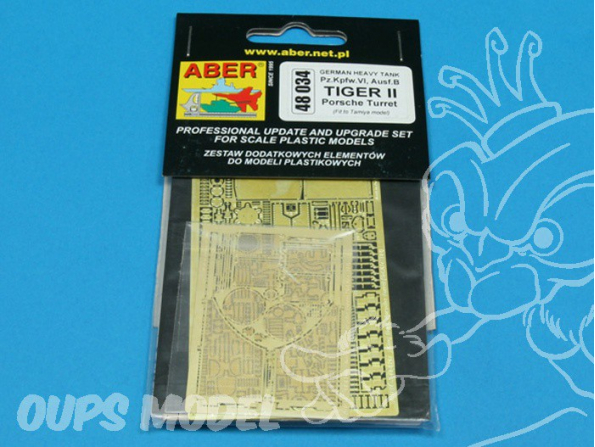 www.aber.net.pl
ABER
SINCE 1995
48 034
GERMAN HEAVY TANK
Pz.Kpfw.VI, Ausf.B
TIGER II
Porsche Turret
(Fit to Tamiya model)
PROFESSIONAL UPDATE AND UPGRADE SET
FOR SCALE PLASTIC MODELS
ZESTAW DODATKOWYCH ELEMENTÓW
DO MODELI PLASTIKOWYCH
OUPS MODEL